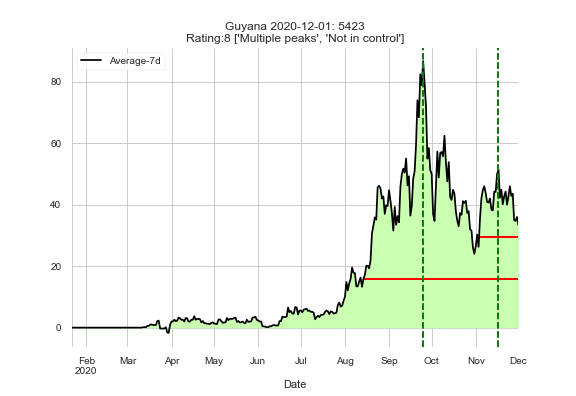 Guyana 2020-12-01: 5423
Rating:8 ['Multiple peaks', 'Not in control']
Average-7d
80
60
40
20
0
Feb Mar Apr May Jun Jul Aug Sep Oct Nov Dec
2020
Date